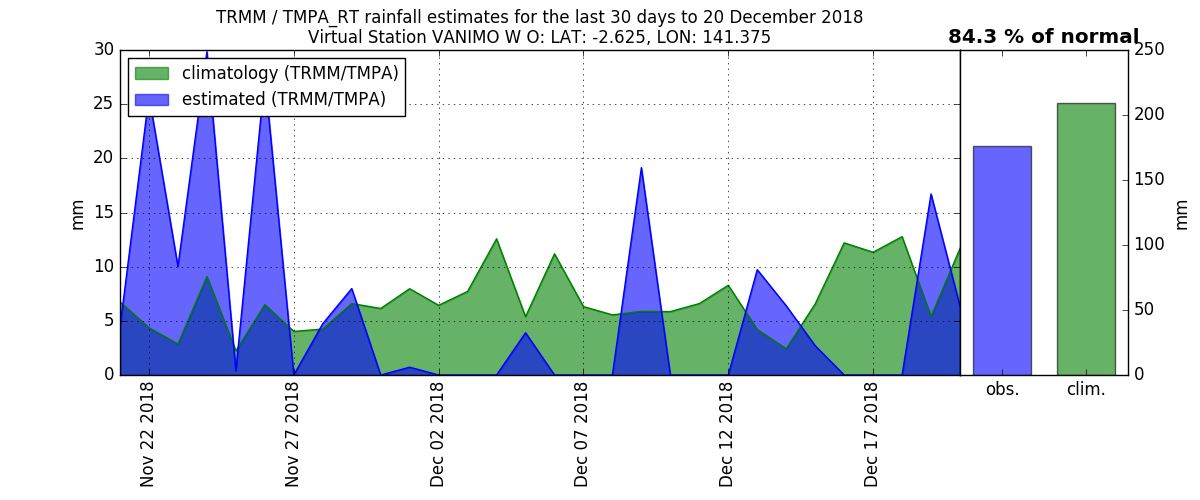 TRMM / TMPA_RT rainfall estimates for the last 30 days to 20 December 2018
Virtual Station VANIMO W O: LAT: -2.625, LON: 141.375
84.3 % of normal
climatology (TRMM/TMPA)
estimated (TRMM/TMPA)
30
25
20
15
10
5
0
mm
Nov 22 2018
Nov 27 2018
Dec 02 2018
Dec 07 2018
Dec 12 2018
Dec 17 2018
obs.
clim.
250
200
150
100
50
0
mm